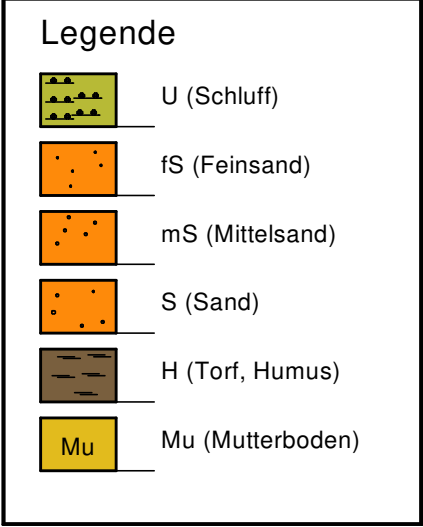 Legende
U (Schluff)
fS (Feinsand)
mS (Mittelsand)
S (Sand)
H (Torf, Humus)
Mu Mu (Mutterboden)